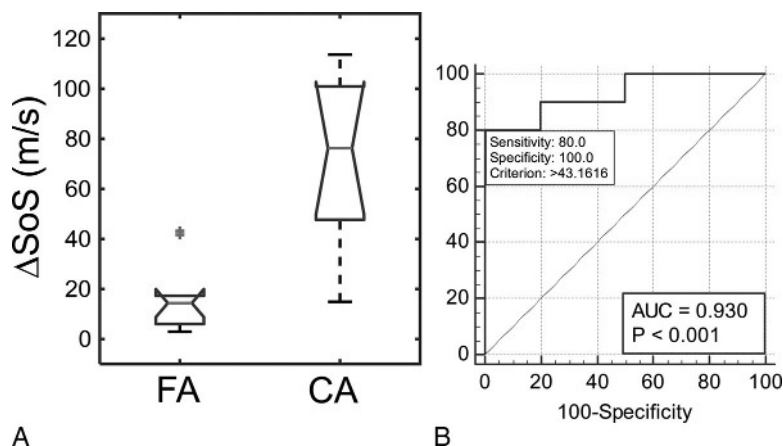 ΔSoS (m/s)
120
100
80
60
40
20
0
FA CA
A
100
80
60
40
20
0
Sensitivity: 80.0
Specificity: 100.0
Criterion: >43.1616
AUC = 0.930
P < 0.001
0 20 40 60 80 100
100-Specificity
B